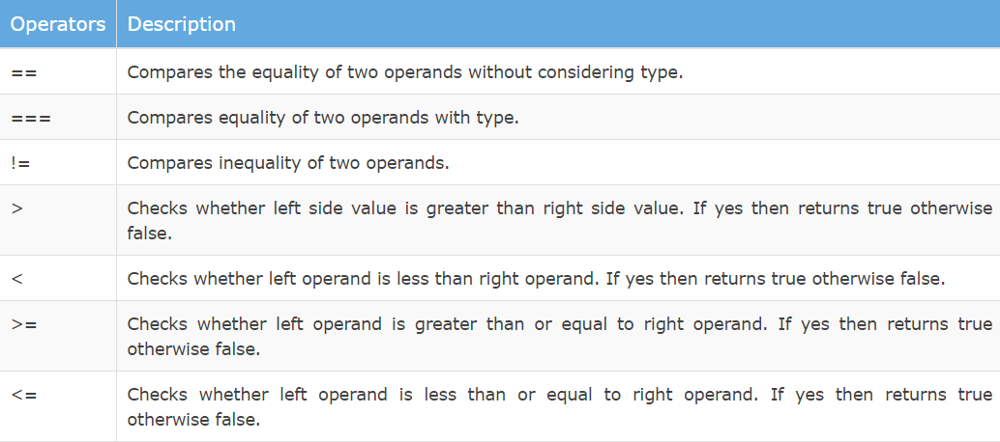 Operators Description
== Compares the equality of two operands without considering type.
=== Compares equality of two operands with type.
!= Compares inequality of two operands.
> Checks whether left side value is greater than right side value. If yes then returns true otherwise
false.
< Checks whether left operand is less than right operand. If yes then returns true otherwise false.
>= Checks whether left operand is greater than or equal to right operand. If yes then returns true
otherwise false.
<= Checks whether left operand is less than or equal to right operand. If yes then returns true
otherwise false.